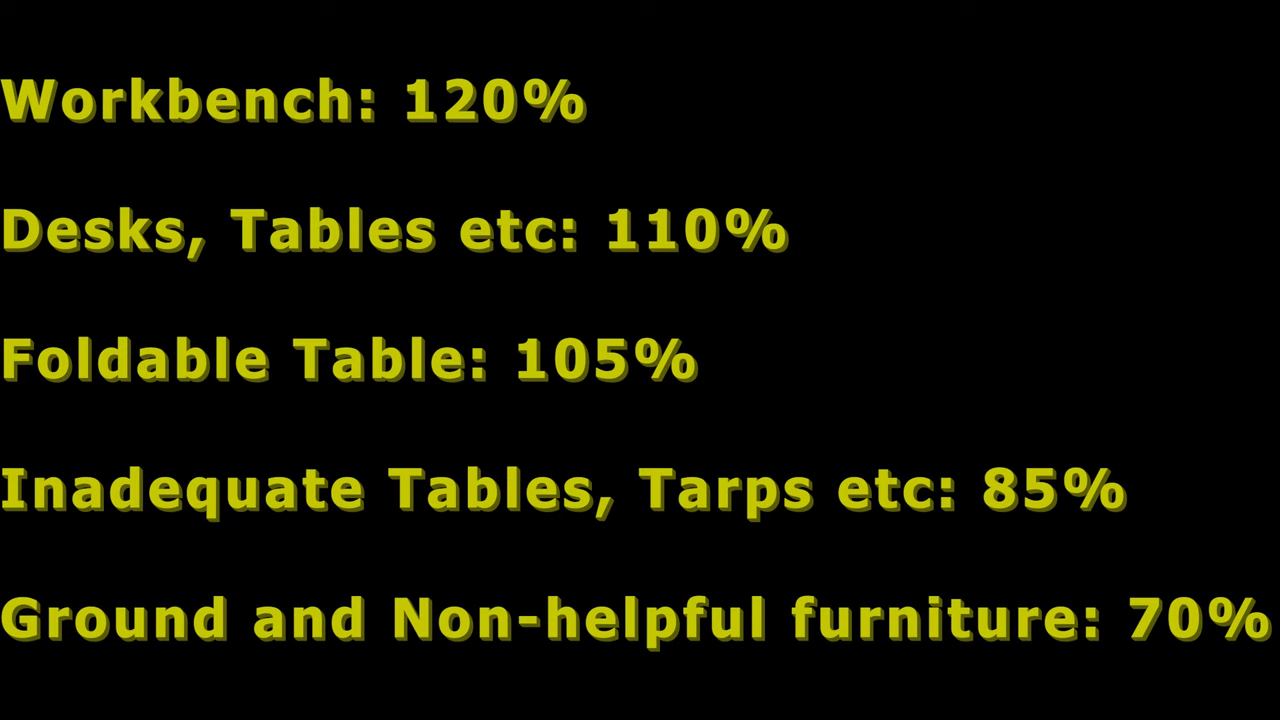 Workbench: 120%
Desks, Tables etc: 110%
Foldable Table: 105%
Inadequate Tables, Tarps etc: 85%
Ground and Non-helpful furniture: 70%